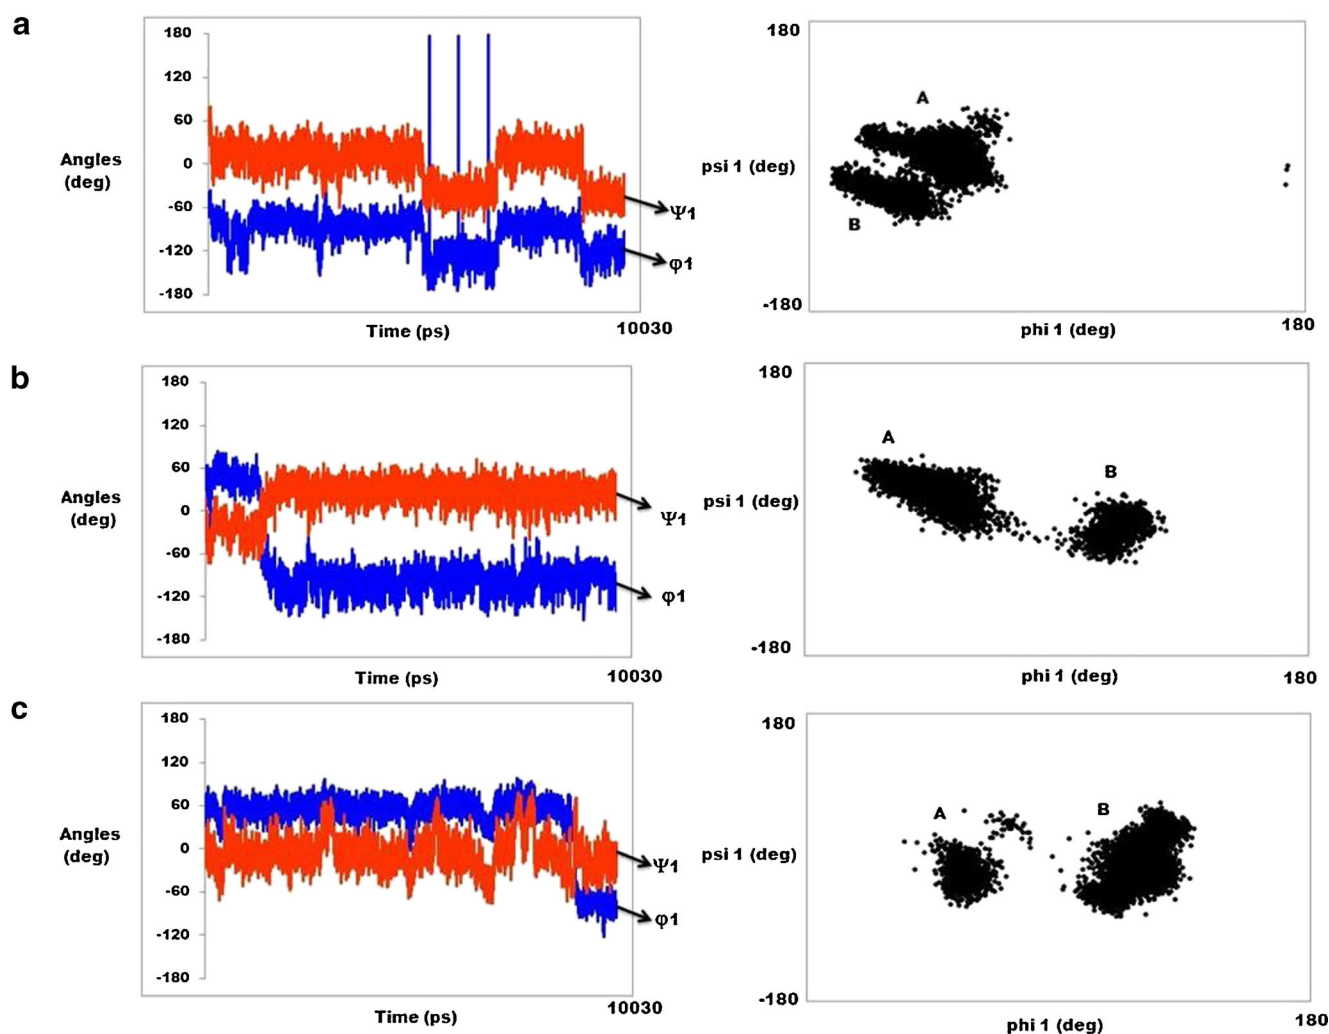 a
180
120
60
0
-60
-120
-180
Angles
(deg)
Ψ1
φ1
Time (ps)
10030
180
A
psi 1 (deg)
B
-180
phi 1 (deg)
180
b
180
120
60
0
-60
-120
-180
Angles
(deg)
Ψ1
φ1
Time (ps)
10030
180
A
B
psi 1 (deg)
-180
phi 1 (deg)
180
c
180
120
60
0
-60
-120
-180
Angles
(deg)
Ψ1
φ1
Time (ps)
10030
180
A
B
psi 1 (deg)
-180
phi 1 (deg)
180